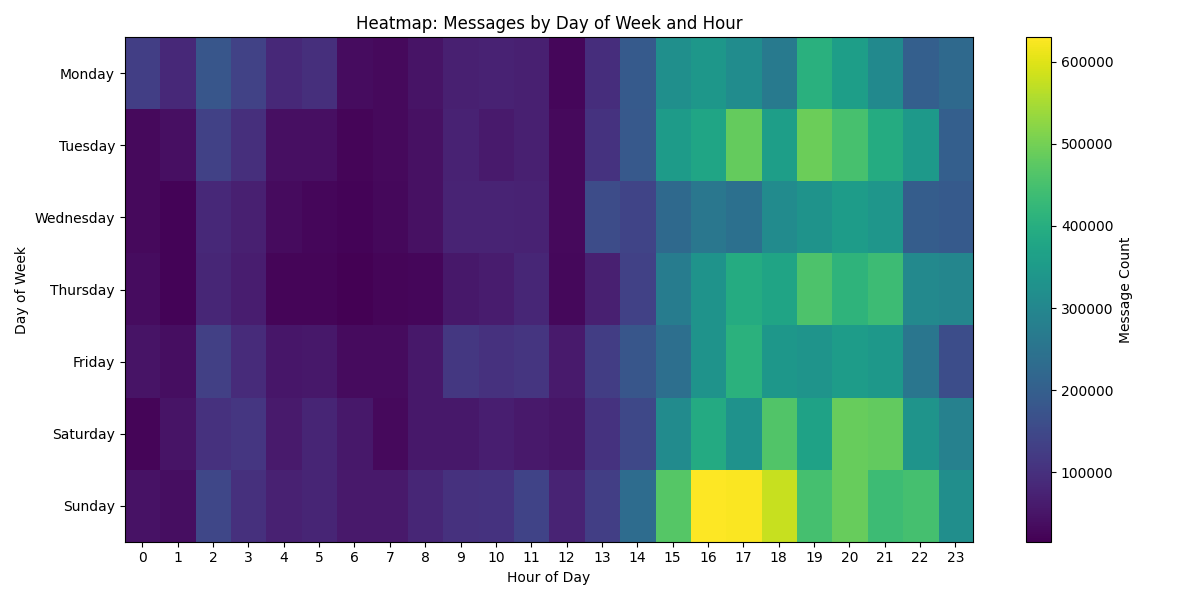 Heatmap: Messages by Day of Week and Hour
Monday
Tuesday
Wednesday
Thursday
Friday
Saturday
Sunday
Day of Week
0 1 2 3 4 5 6 7 8 9 10 11 12 13 14 15 16 17 18 19 20 21 22 23
Hour of Day
600000
500000
400000
300000
200000
100000
Message Count